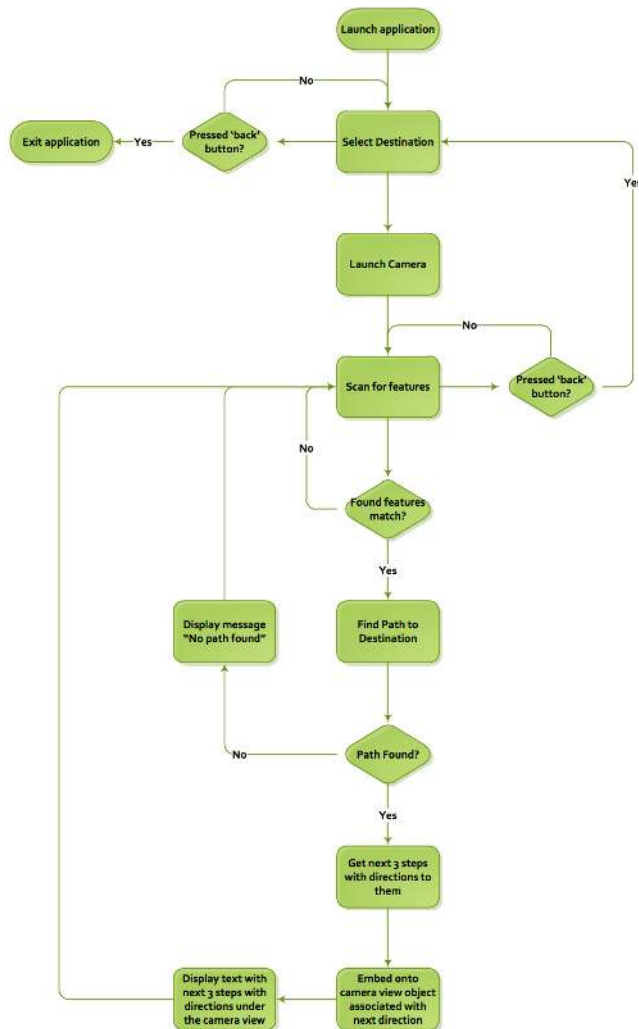 Launch application
No
Exit application
Yes
Pressed 'back'
button?
Select Destination
Yes
Launch Camera
No
Scan for features
Pressed 'back'
button?
No
Found features
match?
Yes
Display message
“No path found”
Find Path to
Destination
No
Path Found?
Yes
Get next 3 steps
with directions to
them
Display text with
next 3 steps with
directions under
the camera view
Embed onto
camera view object
associated with
next direction